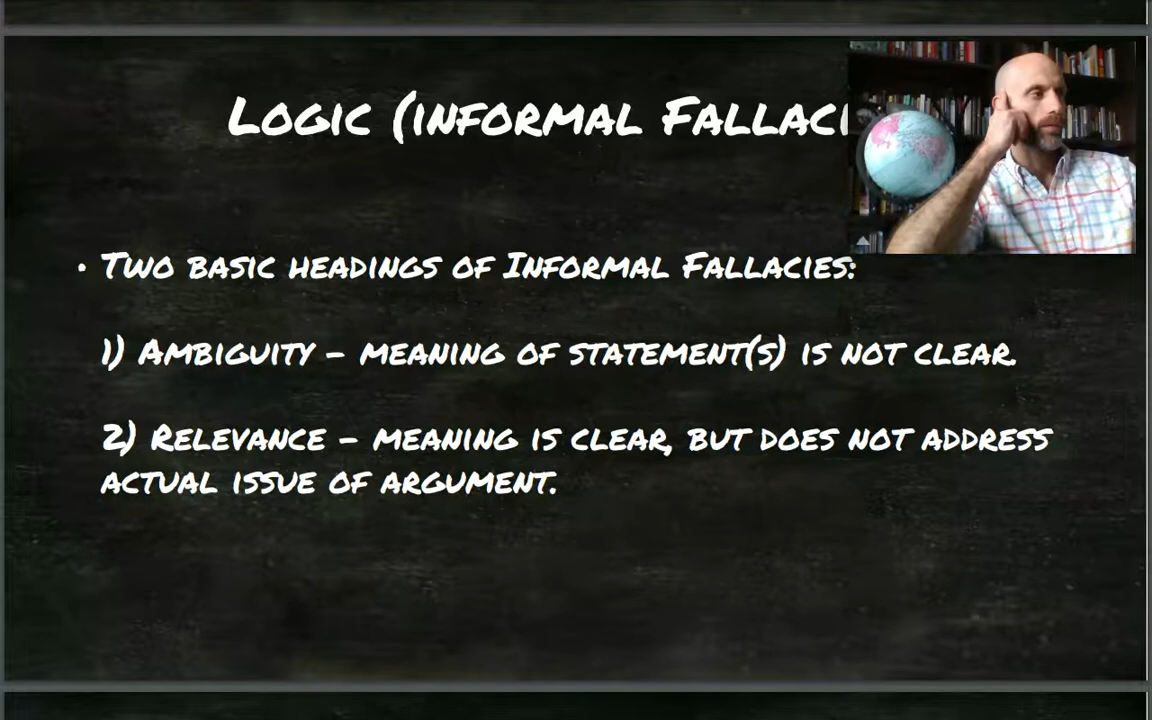 Logic (informal Fallaci
• Two basic headings of Informal Fallacies:
1) Ambiguity – meaning of statement(s) is not clear.
2) Relevance – meaning is clear, but does not address
actual issue of argument.